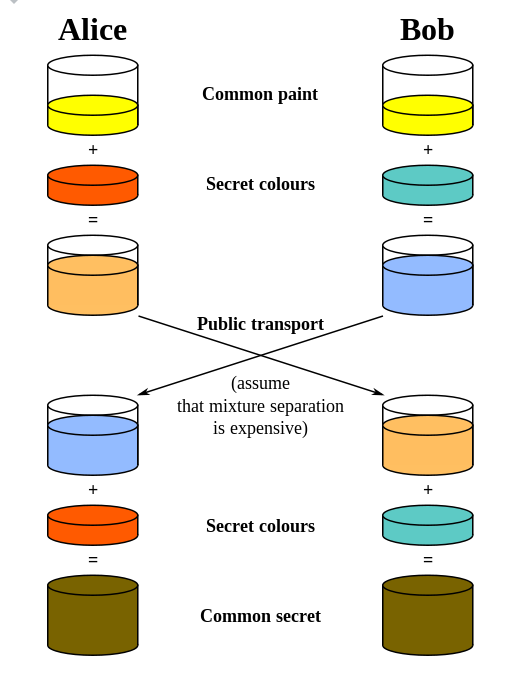 Alice Bob
Common paint
+ +
Secret colours
= =
Public transport
(assume
that mixture separation
is expensive)
+ +
Secret colours
= =
Common secret